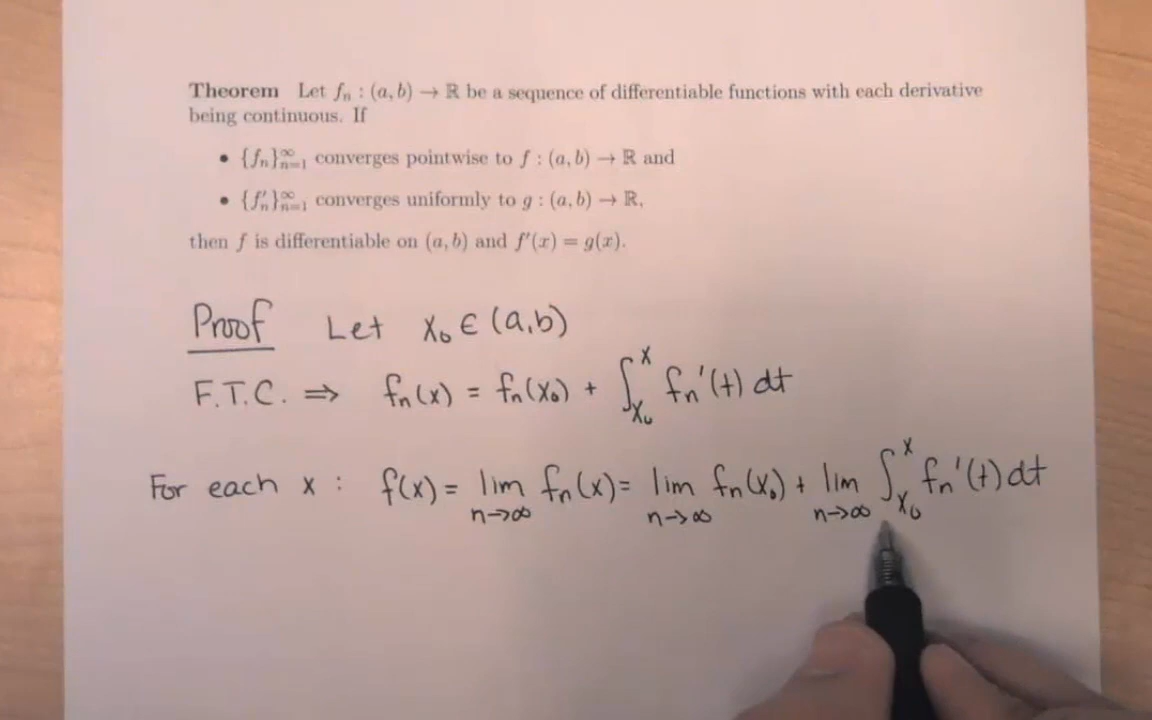 Theorem Let fₙ : (a, b) → ℝ be a sequence of differentiable functions with each derivative
being continuous. If
• {fₙ}ₙ₌₁^∞ converges pointwise to f : (a, b) → ℝ and
• {fₙ′}ₙ₌₁^∞ converges uniformly to g : (a, b) → ℝ,
then f is differentiable on (a, b) and f′(x) = g(x).
Proof Let x₀ ∈ (a,b)
F.T.C. ⇒ fₙ(x) = fₙ(x₀) + ∫_{x₀}^{x} fₙ′(t) dt
For each x : f(x) = lim_{n→∞} fₙ(x) = lim_{n→∞} fₙ(x₀) + lim_{n→∞} ∫_{x₀}^{x} fₙ′(t) dt